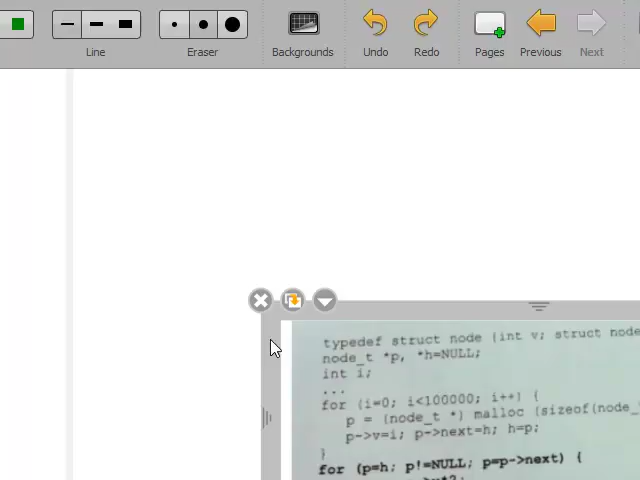 Line
Eraser
Backgrounds
Undo
Redo
Pages
Previous
Next
typedef struct node {int v; struct node
node_t *p, *h=NULL;
int i;
...
for (i=0; i<100000; i++) {
p = (node_t *) malloc (sizeof(node_
p->v=i; p->next=h; h=p;
}
for (p=h; p!=NULL; p=p->next) {